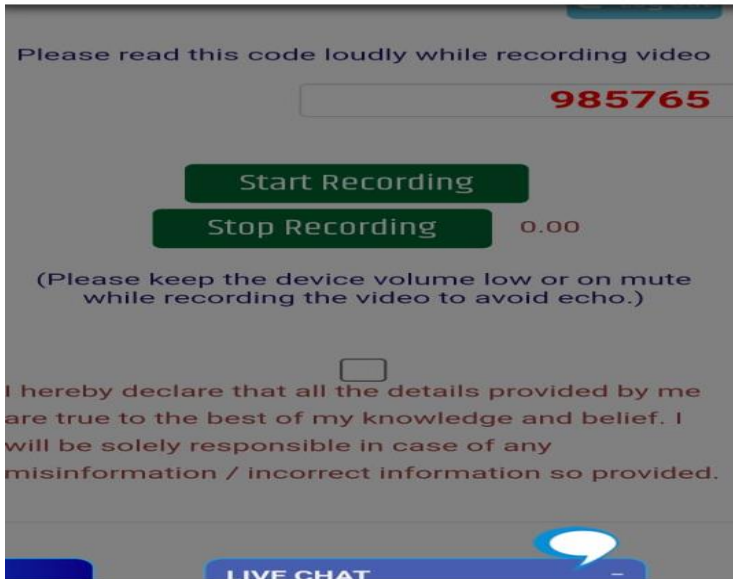 Please read this code loudly while recording video
985765
Start Recording
Stop Recording 0.00
(Please keep the device volume low or on mute
while recording the video to avoid echo.)
I hereby declare that all the details provided by me
are true to the best of my knowledge and belief. I
will be solely responsible in case of any
misinformation / incorrect information so provided.
LIVE CHAT –